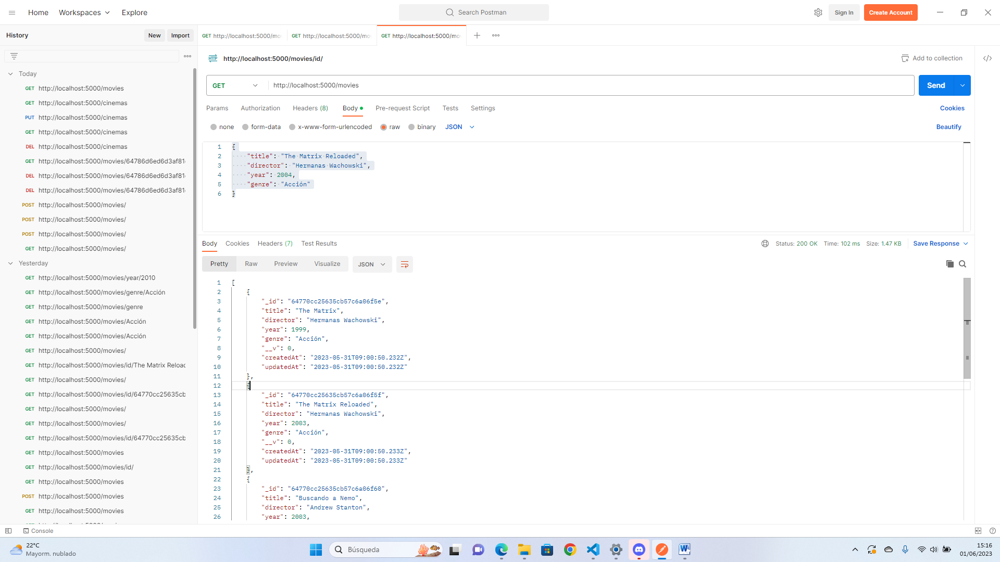 Home Workspaces Explore Search Postman Sign In Create Account
History New Import GET http://localhost:5000/mo GET http://localhost:5000/mo GET http://localhost:5000/mo
http://localhost:5000/movies/id/ Add to collection
GET http://localhost:5000/movies Send
Params Authorization Headers (8) Body Pre-request Script Tests Settings Cookies
none form-data x-www-form-urlencoded raw binary JSON Beautify
1 {
2 "title": "The Matrix Reloaded",
3 "director": "Hermanas Wachowski",
4 "year": 2004,
5 "genre": "Acción"
6 }
Today
GET http://localhost:5000/movies
GET http://localhost:5000/cinemas
PUT http://localhost:5000/cinemas
GET http://localhost:5000/cinemas
DEL http://localhost:5000/cinemas
GET http://localhost:5000/movies/64786d6ed6d3af81
DEL http://localhost:5000/movies/64786d6ed6d3af81
DEL http://localhost:5000/movies/64786d6ed6d3af81
POST http://localhost:5000/movies/
POST http://localhost:5000/movies/
POST http://localhost:5000/movies/
GET http://localhost:5000/movies/
Yesterday
GET http://localhost:5000/movies/year/2010
GET http://localhost:5000/movies/genre/Acción
GET http://localhost:5000/movies/genre
GET http://localhost:5000/movies/Acción
GET http://localhost:5000/movies/Acción
GET http://localhost:5000/movies/
GET http://localhost:5000/movies/id/The Matrix Reloac
GET http://localhost:5000/movies/
GET http://localhost:5000/movies/id/64770cc25635cb
GET http://localhost:5000/movies/
GET http://localhost:5000/movies/
GET http://localhost:5000/movies/id/64770cc25635cb
GET http://localhost:5000/movies
GET http://localhost:5000/movies/id/
GET http://localhost:5000/movies
POST http://localhost:5000/movies
GET http://localhost:5000/movies
Body Cookies Headers (7) Test Results Status: 200 OK Time: 102 ms Size: 1.47 KB Save Response
Pretty Raw Preview Visualize JSON
1 [
2 {
3 "_id": "64770cc25635cb57c6a06f5e",
4 "title": "The Matrix",
5 "director": "Hermanas Wachowski",
6 "year": 1999,
7 "genre": "Acción",
8 "__v": 0,
9 "createdAt": "2023-05-31T09:00:50.232Z",
10 "updatedAt": "2023-05-31T09:00:50.232Z"
11 },
12 {
13 "_id": "64770cc25635cb57c6a06f5f",
14 "title": "The Matrix Reloaded",
15 "director": "Hermanas Wachowski",
16 "year": 2003,
17 "genre": "Acción",
18 "__v": 0,
19 "createdAt": "2023-05-31T09:00:50.233Z",
20 "updatedAt": "2023-05-31T09:00:50.233Z"
21 },
22 {
23 "_id": "64770cc25635cb57c6a06f60",
24 "title": "Buscando a Nemo",
25 "director": "Andrew Stanton",
26 "year": 2003,
Console
22°C
Mayorm. nublado
Búsqueda
15:16
01/06/2023